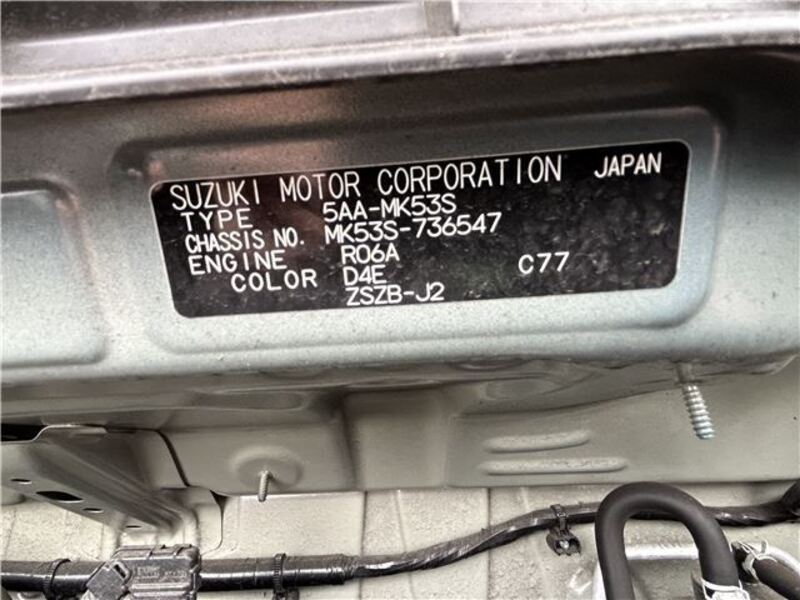 SUZUKI MOTOR CORPORATION JAPAN
TYPE 5AA-MK53S
CHASSIS NO. MK53S-736547
ENGINE R06A
COLOR D4E C77
ZSZB-J2